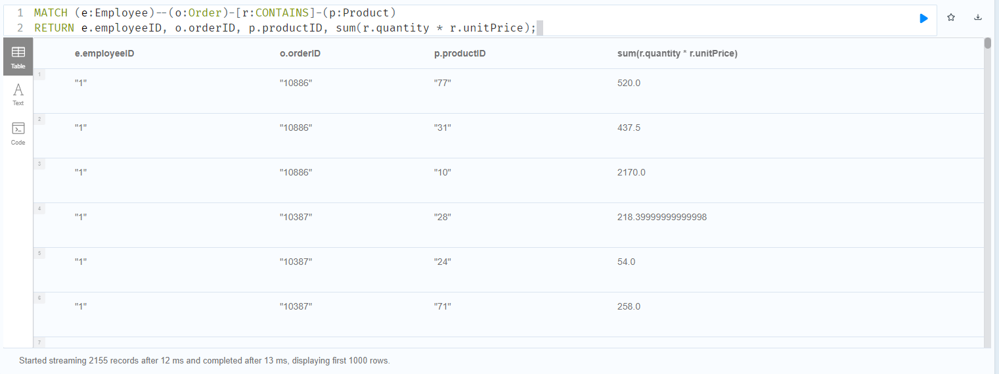 1 MATCH (e:Employee)--(o:Order)-[r:CONTAINS]-(p:Product)
2 RETURN e.employeeID, o.orderID, p.productID, sum(r.quantity * r.unitPrice);
Table
Text
Code
e.employeeID o.orderID p.productID sum(r.quantity * r.unitPrice)
1
"1" "10886" "77" 520.0
2
"1" "10886" "31" 437.5
3
"1" "10886" "10" 2170.0
4
"1" "10387" "28" 218.39999999999998
5
"1" "10387" "24" 54.0
6
"1" "10387" "71" 258.0
7
Started streaming 2155 records after 12 ms and completed after 13 ms, displaying first 1000 rows.